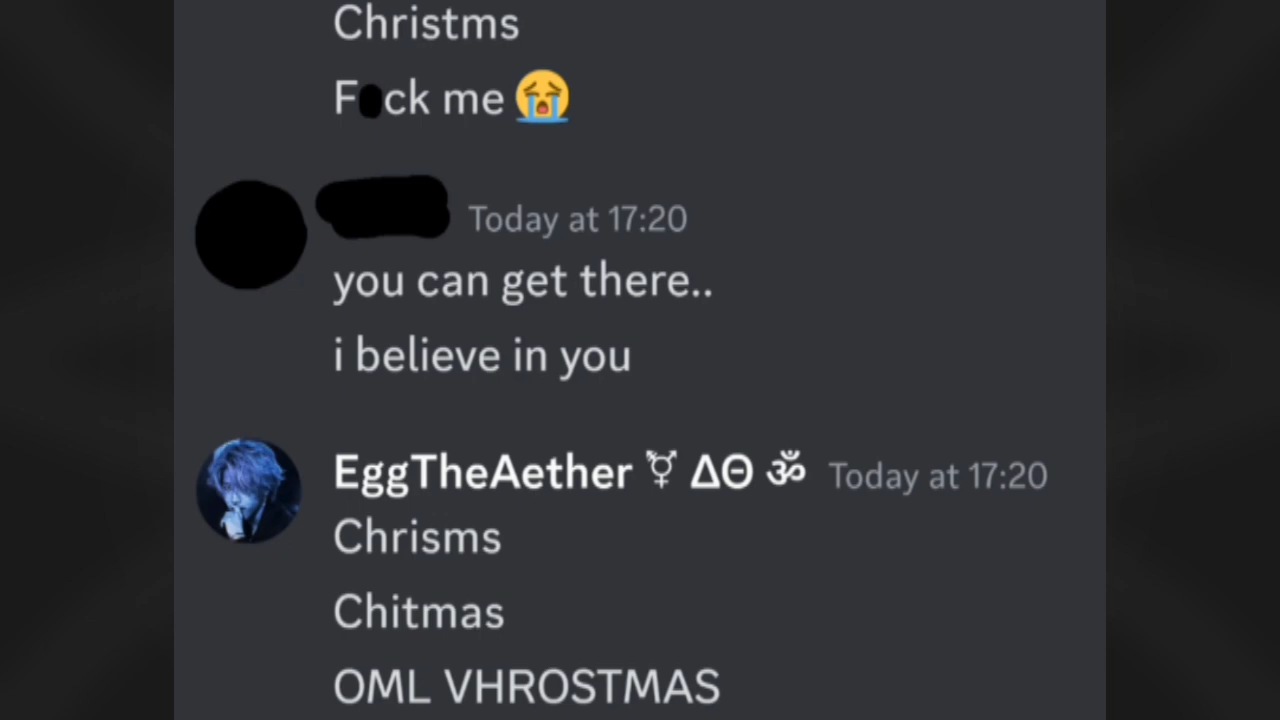 Christms
F ck me 😭
Today at 17:20
you can get there..
i believe in you
EggTheAether ⚧ ΔΘ ॐ Today at 17:20
Chrisms
Chitmas
OML VHROSTMAS